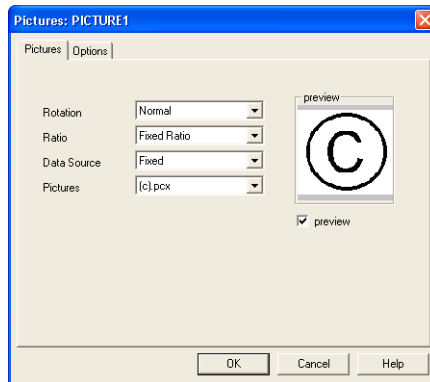 Pictures: PICTURE1
Pictures Options
Rotation Normal
Ratio Fixed Ratio
Data Source Fixed
Pictures (c).pcx
preview
C
preview
OK Cancel Help